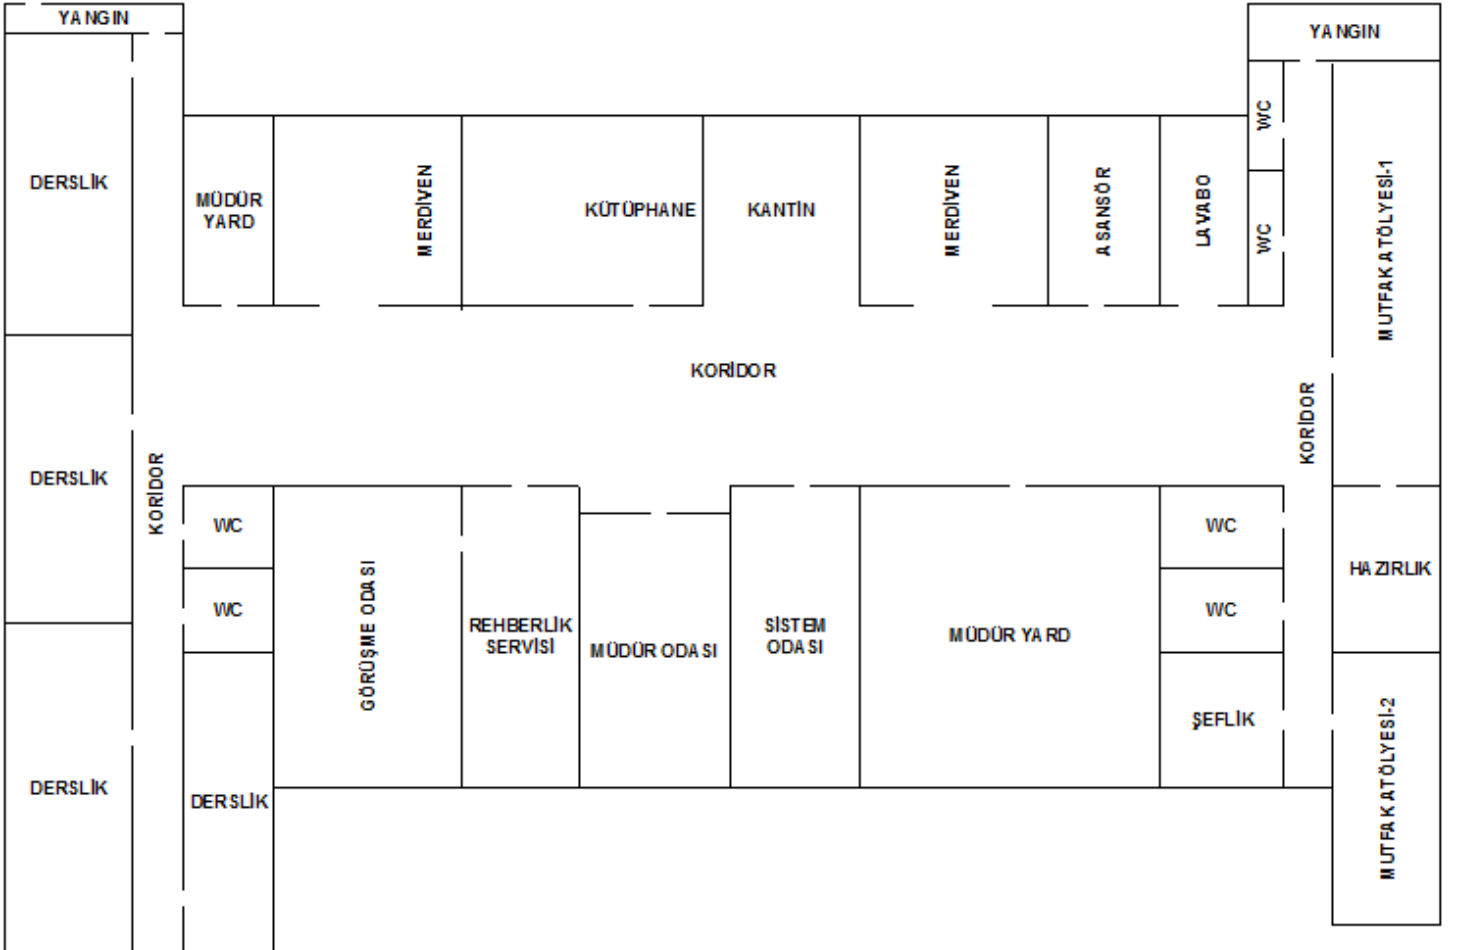 YANGIN
YANGIN
DERSLİK
MÜDÜR
YARD
MERDİVEN
KÜTÜPHANE
KANTİN
MERDİVEN
ASANSÖR
LAVABO
WC
WC
MUTFAK ATÖLYESİ-1
KORİDOR
KORİDOR
DERSLİK
KORİDOR
WC
WC
GÖRÜŞME ODASI
REHBERLİK
SERVİSİ
MÜDÜR ODASI
SİSTEM
ODASI
MÜDÜR YARD
WC
WC
ŞEFLİK
HAZIRLIK
MUTFAK ATÖLYESİ-2
DERSLİK
DERSLİK